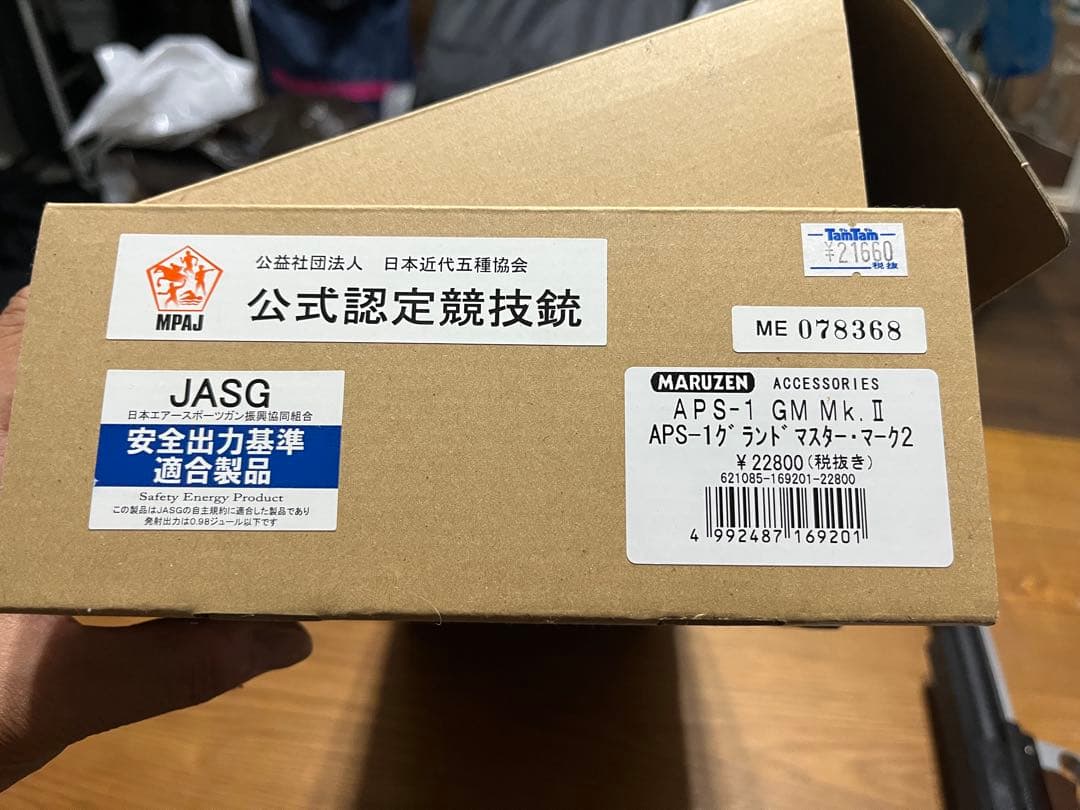 MPAJ
公益社団法人 日本近代五種協会
公式認定競技銃
TamTam
¥21660
税抜
ME 078368
JASG
日本エアースポーツガン振興協同組合
安全出力基準
適合製品
Safety Energy Product
この製品はJASGの自主規約に適合した製品であり
発射出力は0.98ジュール以下です
MARUZEN ACCESSORIES
APS-1 GM Mk.Ⅱ
APS-1グランドマスター・マーク2
¥22800(税抜き)
621085-169201-22800
4 992487 169201